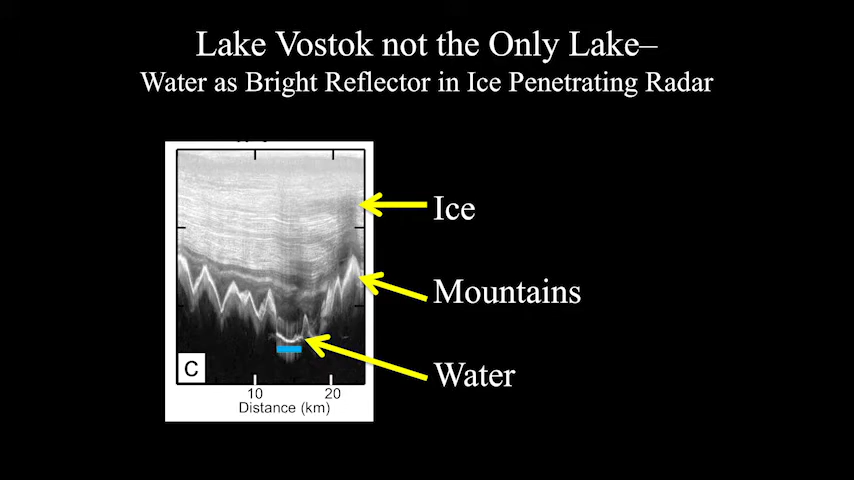 Lake Vostok not the Only Lake–
Water as Bright Reflector in Ice Penetrating Radar
Ice
Mountains
Water
C
10 20
Distance (km)